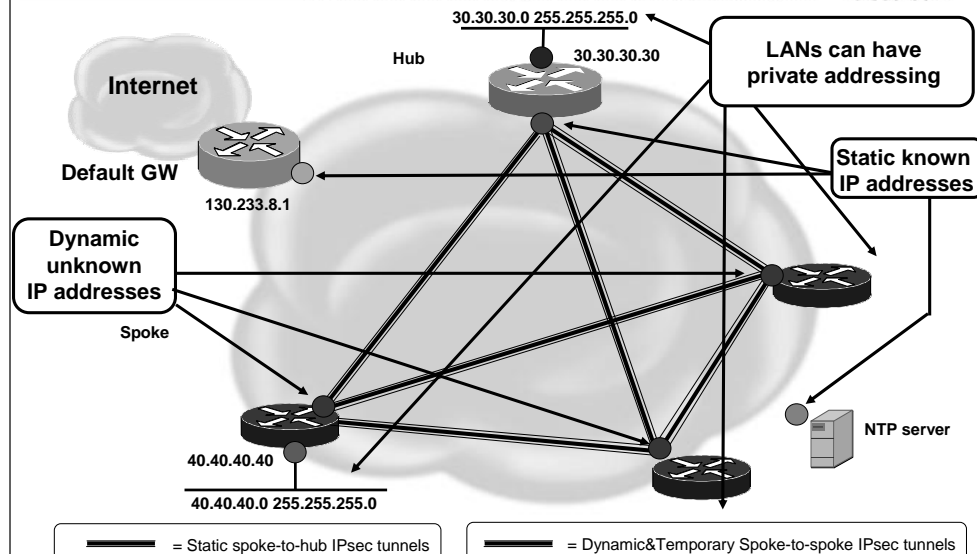 30.30.30.0 255.255.255.0
Hub
30.30.30.30
LANs can have
private addressing
Internet
Default GW
130.233.8.1
Static known
IP addresses
Dynamic
unknown
IP addresses
Spoke
NTP server
40.40.40.40
40.40.40.0 255.255.255.0
= Static spoke-to-hub IPsec tunnels
= Dynamic&Temporary Spoke-to-spoke IPsec tunnels